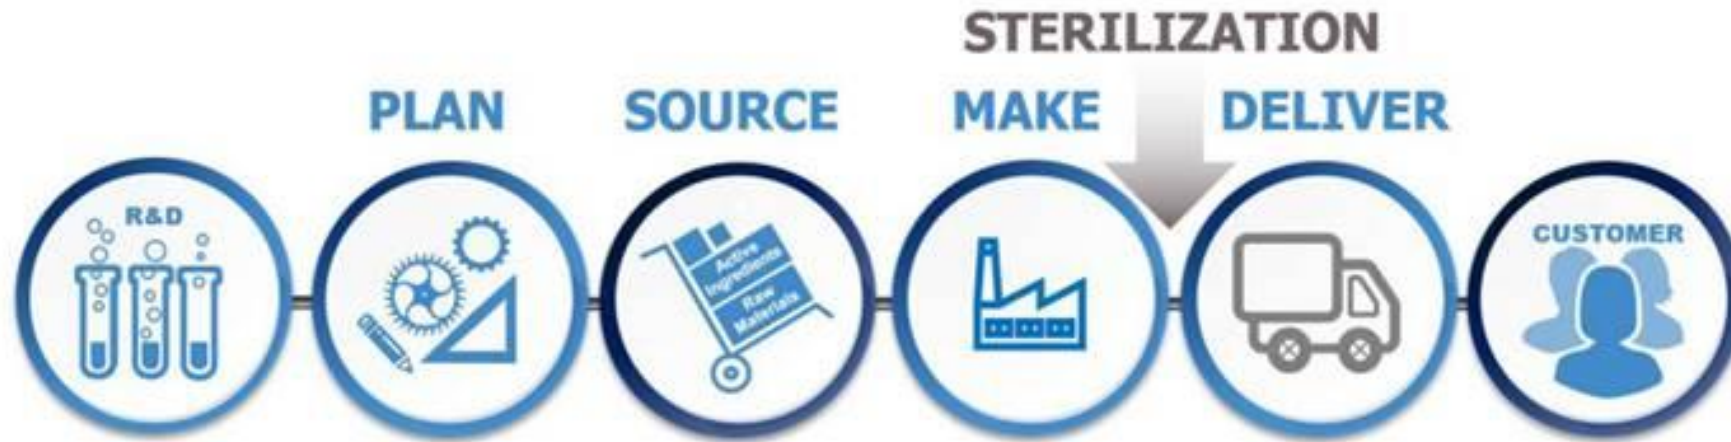 STERILIZATION
PLAN
SOURCE
MAKE
DELIVER
R&D
Active
Ingredients
Raw
Materials
CUSTOMER